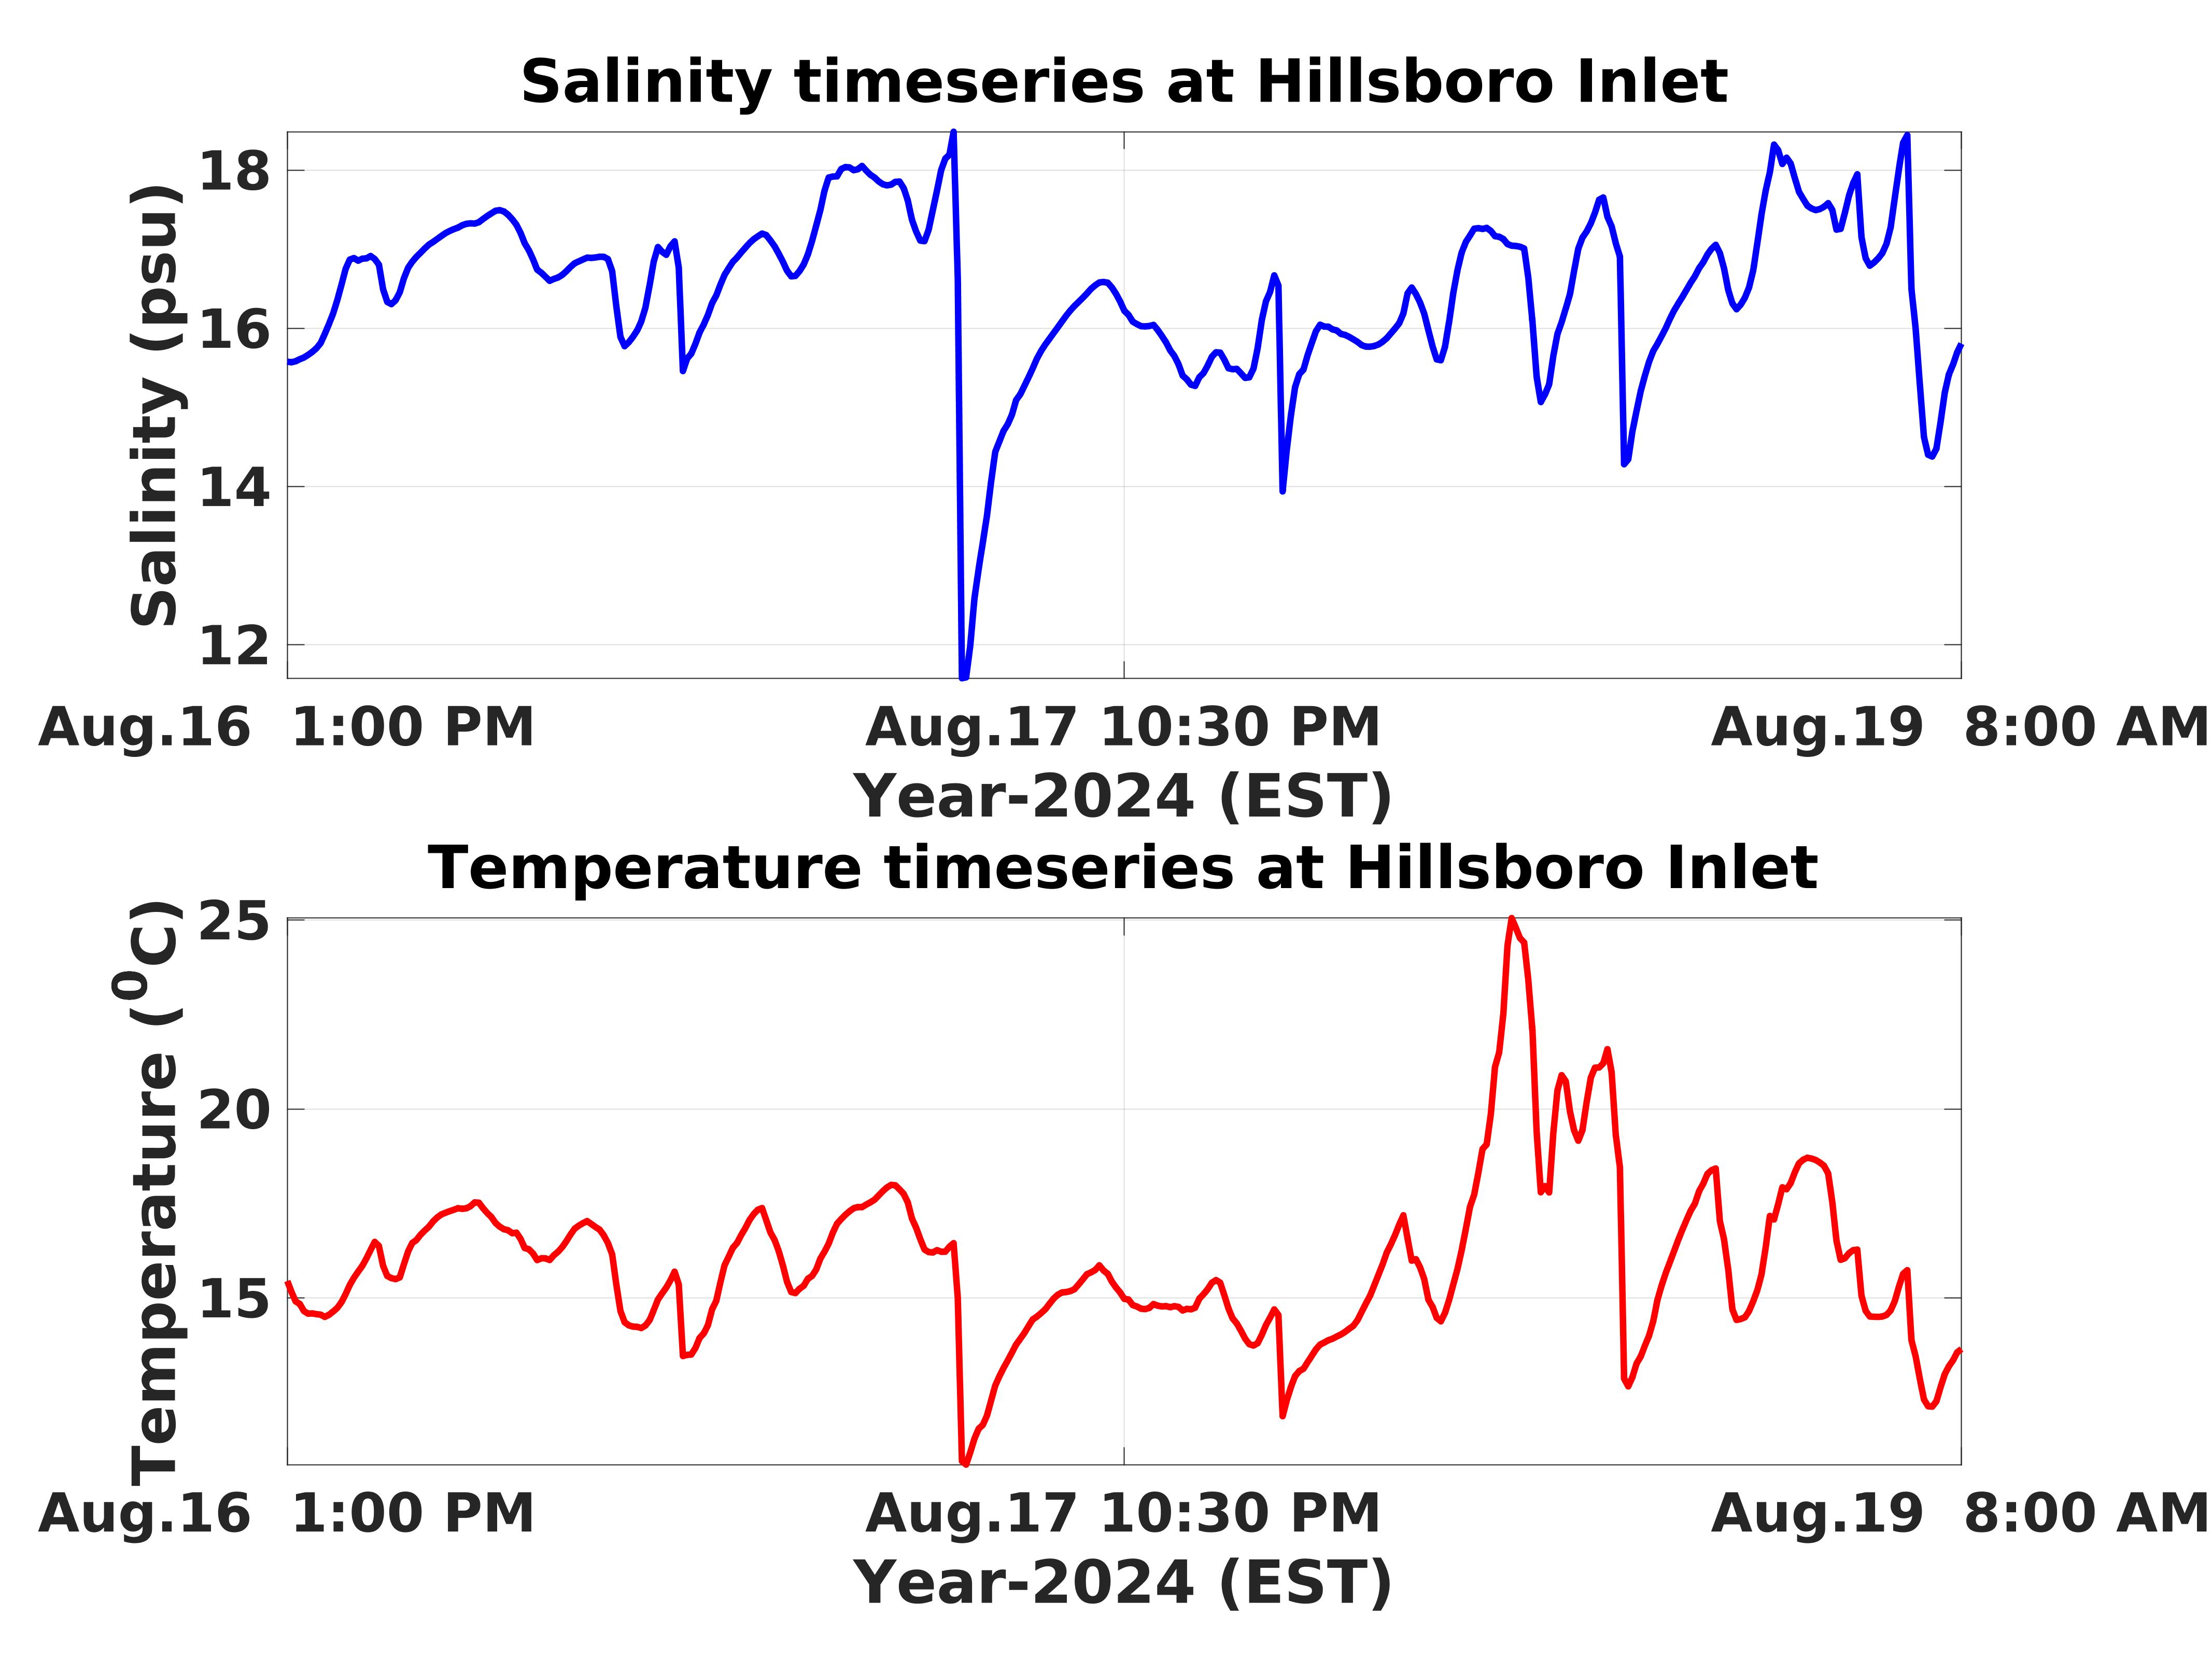 Salinity timeseries at Hillsboro Inlet
Salinity (psu)
18
16
14
12
Aug.16 1:00 PM
Aug.17 10:30 PM
Aug.19 8:00 AM
Year-2024 (EST)
Temperature timeseries at Hillsboro Inlet
Temperature (⁰C)
25
20
15
Aug.16 1:00 PM
Aug.17 10:30 PM
Aug.19 8:00 AM
Year-2024 (EST)